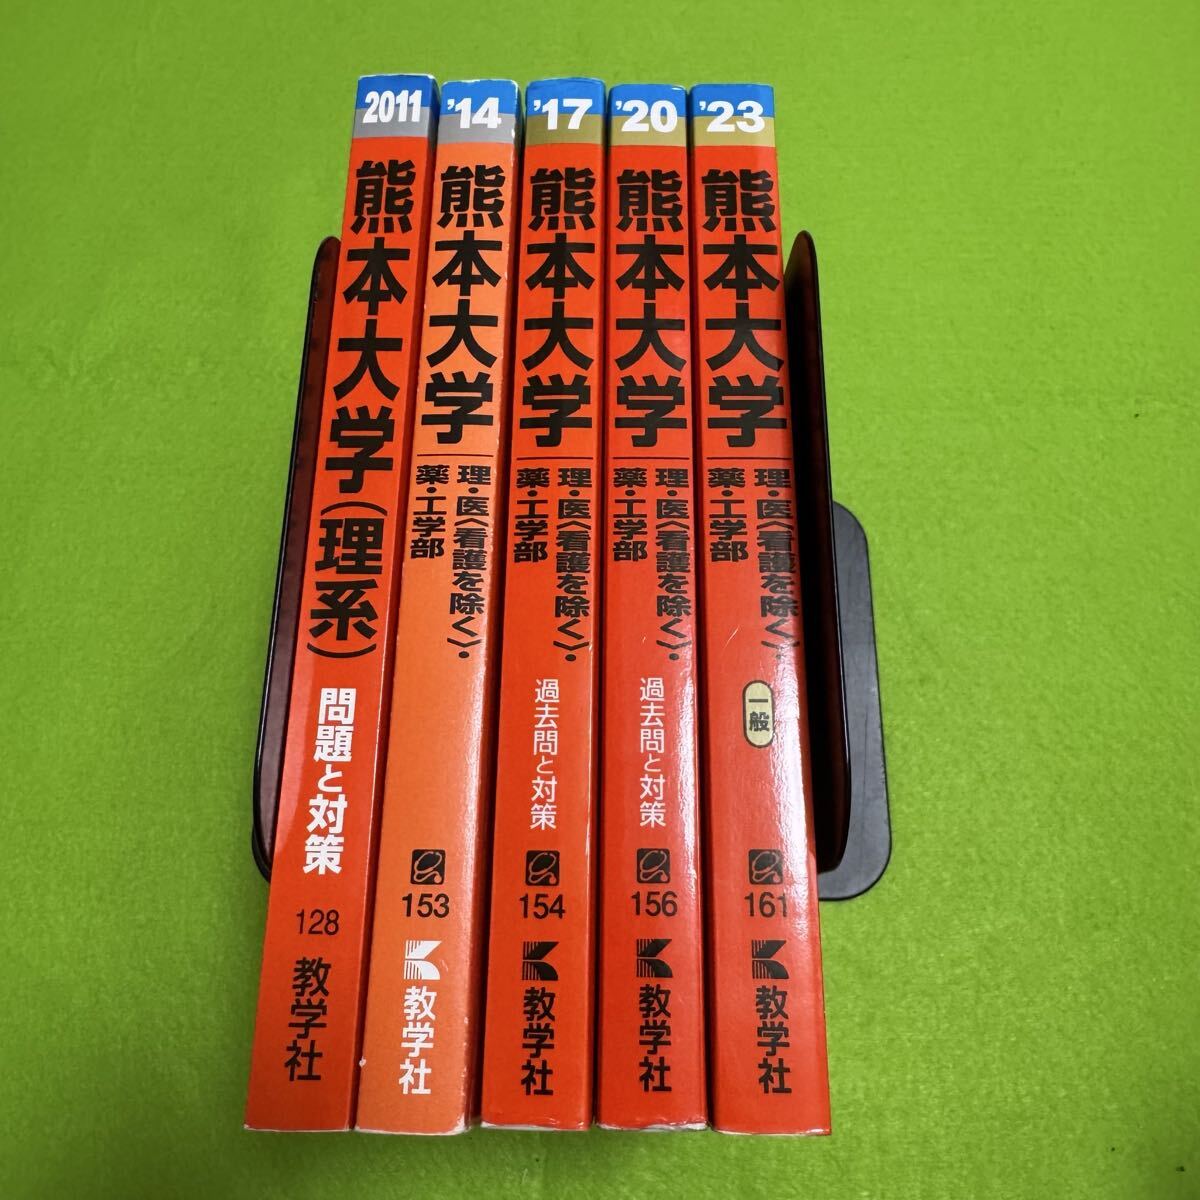 2011
熊本大学(理系)
問題と対策
128
教学社
'14
熊本大学
理・医〈看護を除く〉・
薬・工学部
153
教学社
'17
熊本大学
理・医〈看護を除く〉・
薬・工学部
過去問と対策
154
教学社
'20
熊本大学
理・医〈看護を除く〉・
薬・工学部
過去問と対策
156
教学社
'23
熊本大学
理・医〈看護を除く〉・
薬・工学部
一般
161
教学社